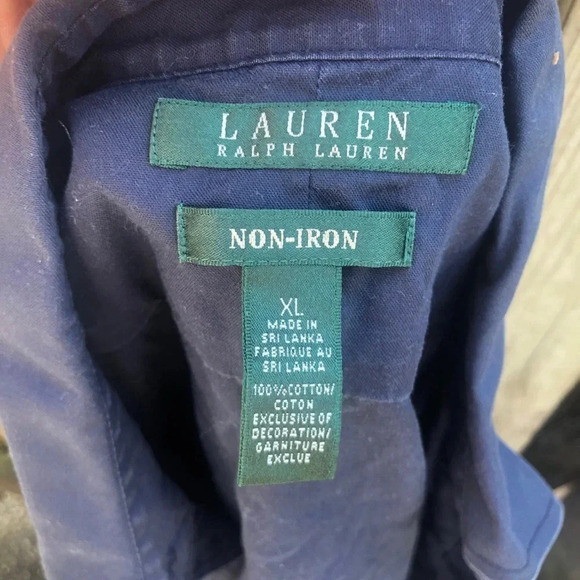 LAUREN
RALPH LAUREN
NON-IRON
XL
MADE IN
SRI LANKA
FABRIQUE AU
SRI LANKA
100% COTTON/
COTON
EXCLUSIVE OF
DECORATION/
GARNITURE
EXCLUE